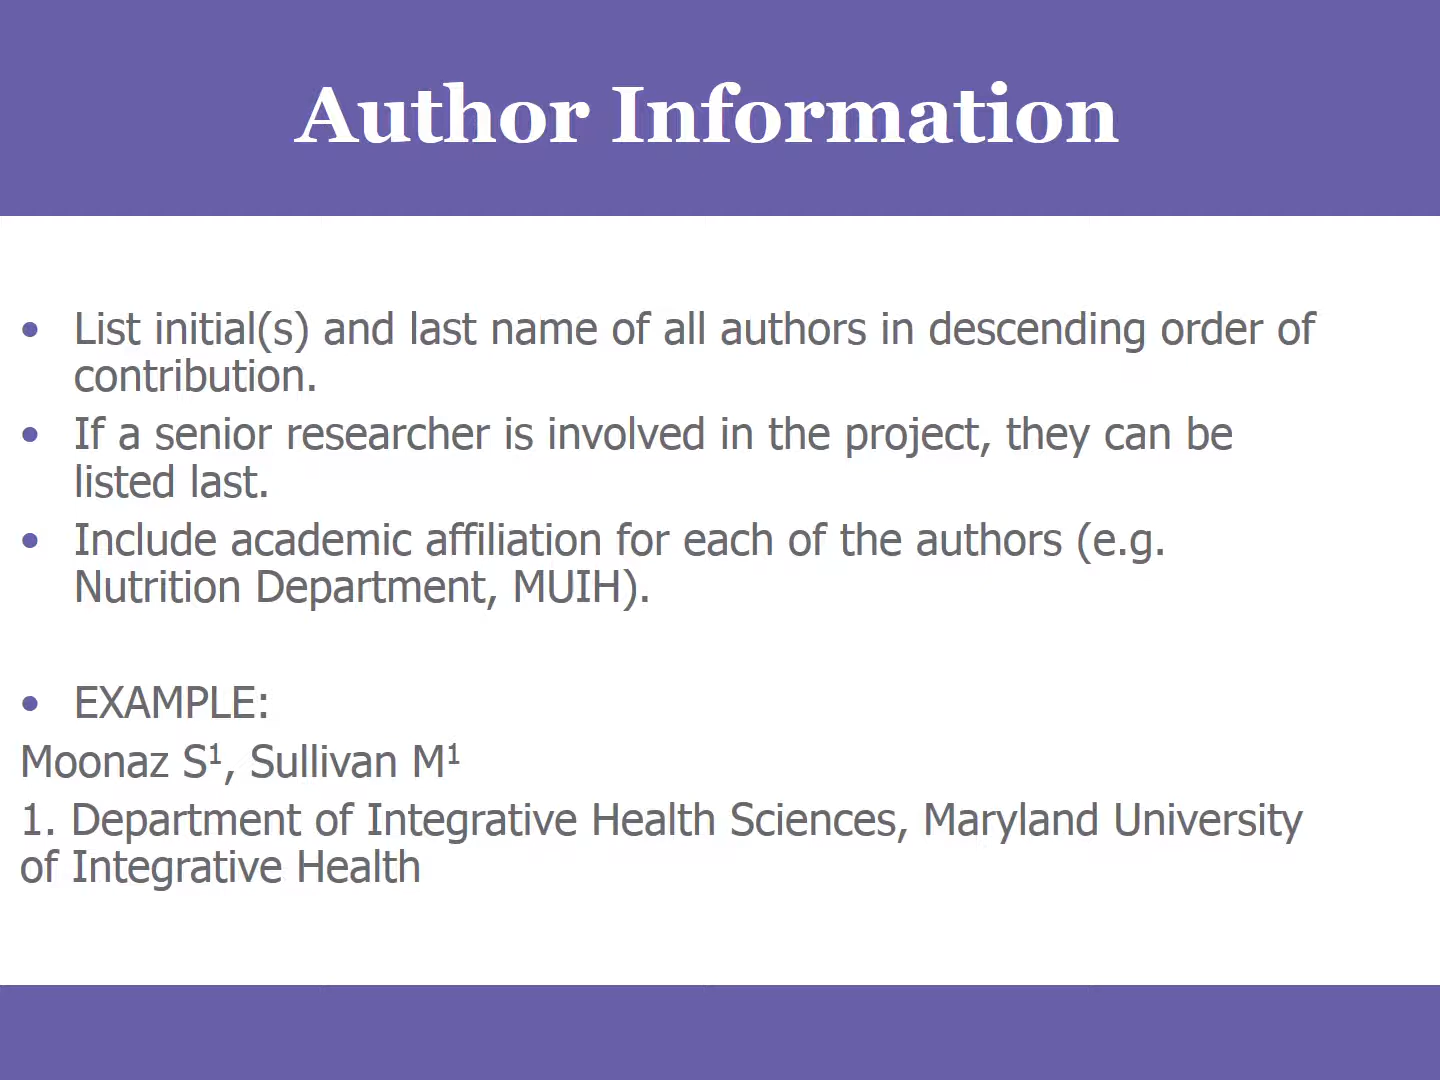 Author Information
• List initial(s) and last name of all authors in descending order of
contribution.
• If a senior researcher is involved in the project, they can be
listed last.
• Include academic affiliation for each of the authors (e.g.
Nutrition Department, MUIH).
• EXAMPLE:
Moonaz S¹, Sullivan M¹
1. Department of Integrative Health Sciences, Maryland University
of Integrative Health